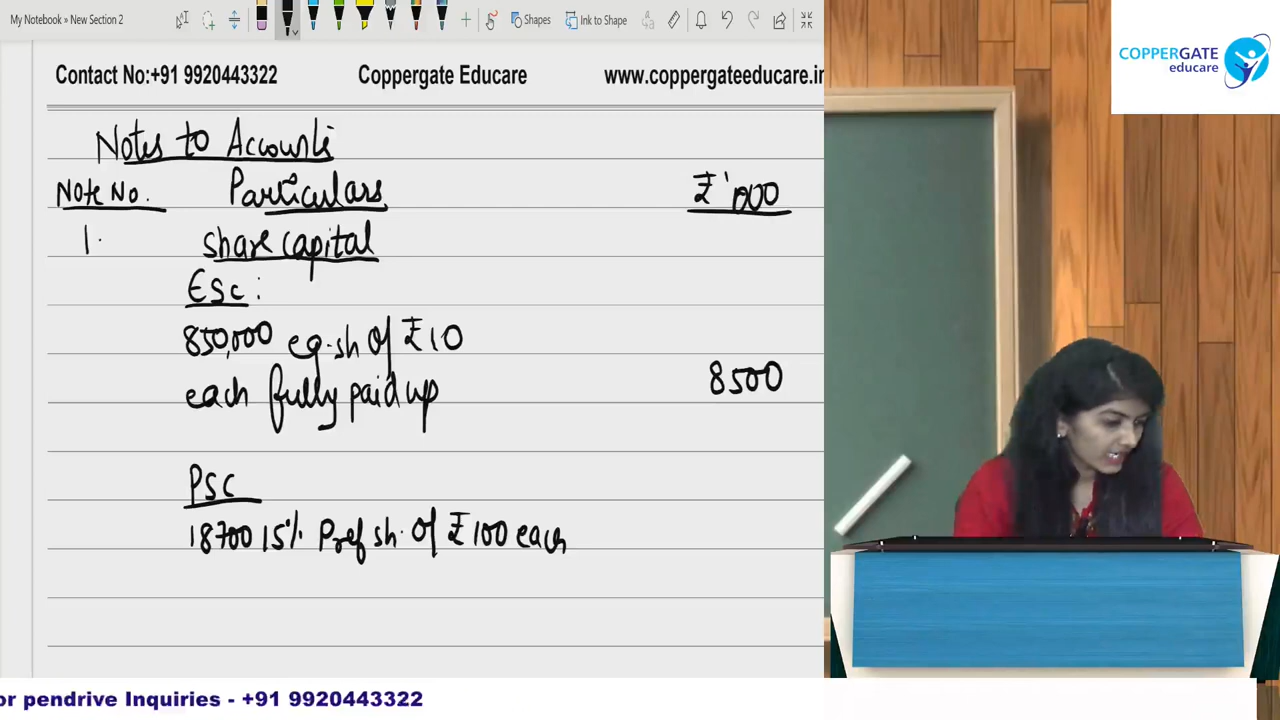 My Notebook » New Section 2
Shapes
Ink to Shape
COPPERGATE
educare
Contact No:+91 9920443322 Coppergate Educare www.coppergateeducare.in
Notes to Accounts
Note No. Particulars ₹'000
1. Share capital
ESC:
850,000 eq. sh of ₹10
each fully paid up 8500
PSC
18700 15% Pref sh. of ₹100 each
or pendrive Inquiries - +91 9920443322